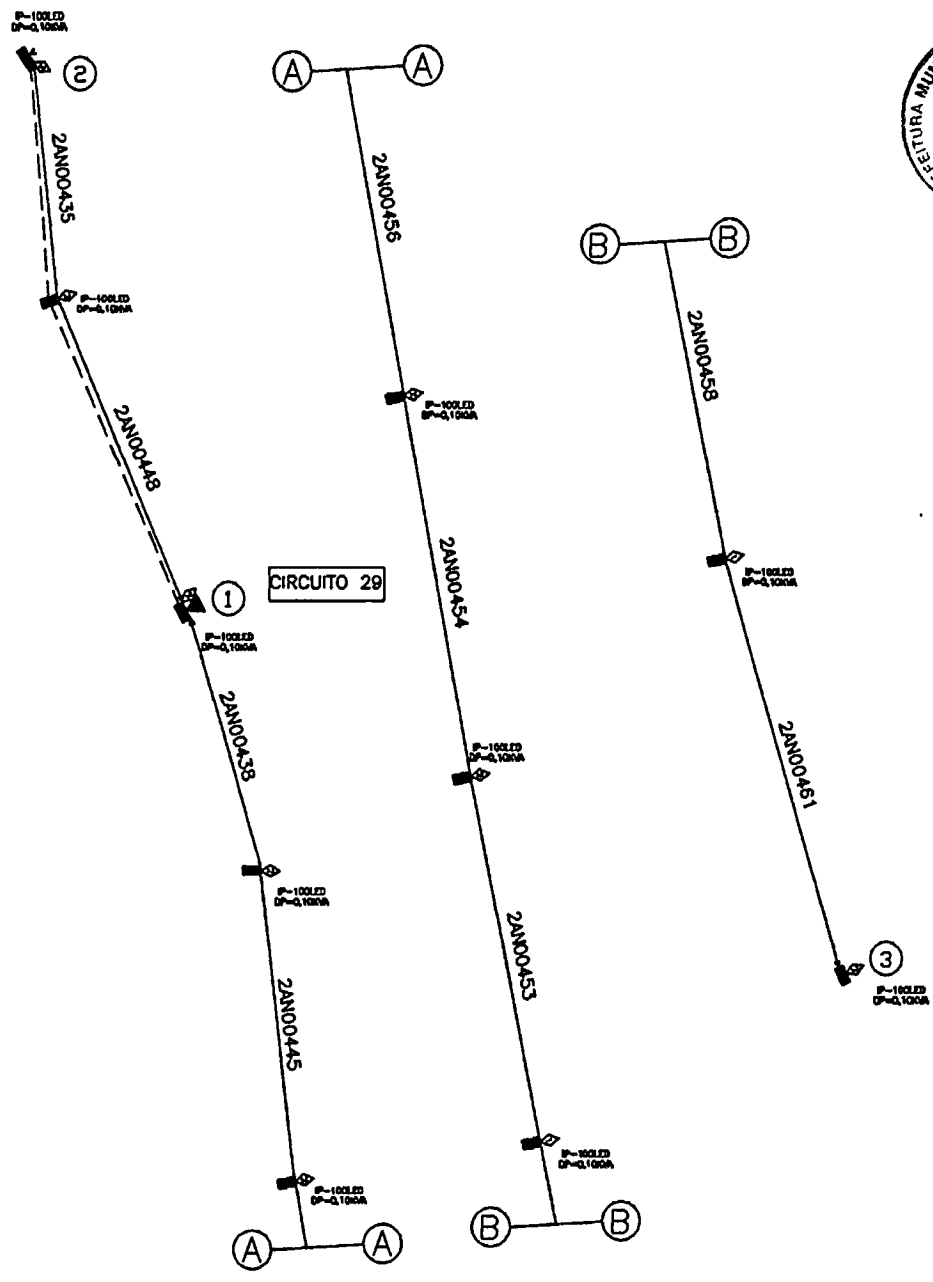 IP-100LED
DP=0,10KVA
2
2AN00435
IP-100LED
DP=0,10KVA
2AN00448
1
CIRCUITO 29
IP-100LED
DP=0,10KVA
2AN00438
IP-100LED
DP=0,10KVA
2AN00445
IP-100LED
DP=0,10KVA
A A
A A
2AN00456
IP-100LED
DP=0,10KVA
2AN00454
IP-100LED
DP=0,10KVA
2AN00453
IP-100LED
DP=0,10KVA
B B
B B
2AN00458
IP-100LED
DP=0,10KVA
2AN00461
3
IP-100LED
DP=0,10KVA